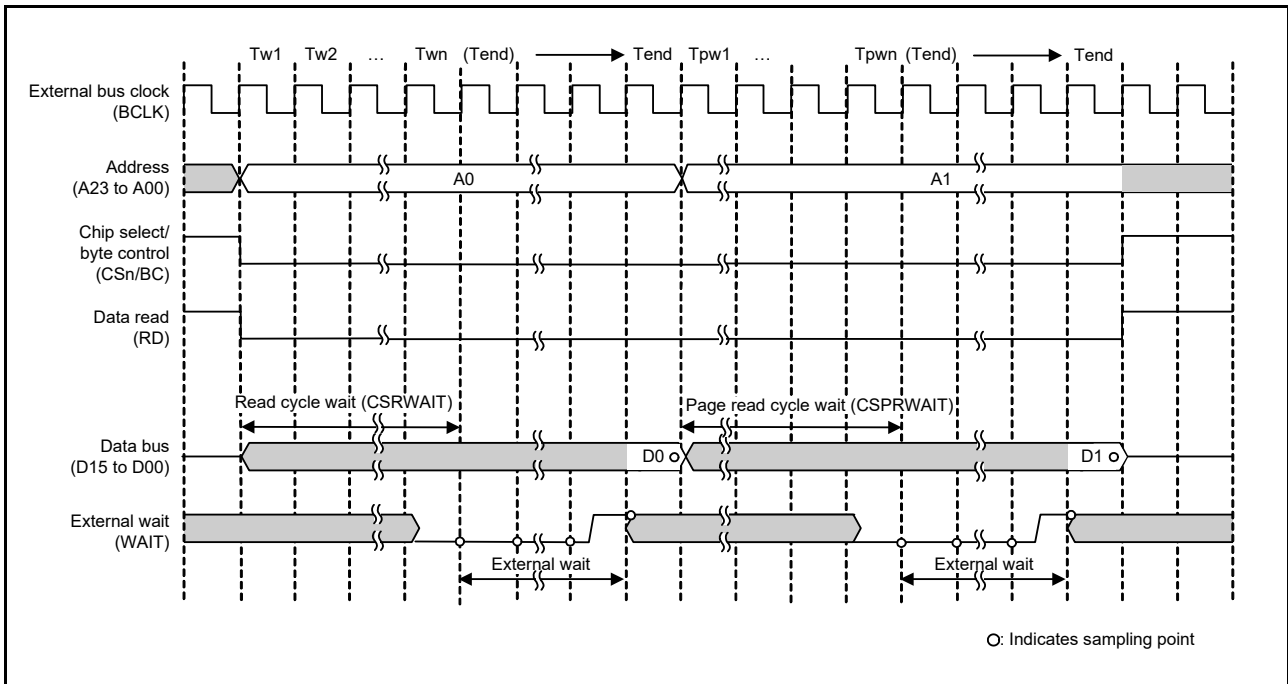 Tw1 Tw2 … Twn (Tend) Tend Tpw1 … Tpwn (Tend) Tend
External bus clock
(BCLK)
Address
(A23 to A00)
A0 A1
Chip select/
byte control
(CSn/BC)
Data read
(RD)
Read cycle wait (CSRWAIT) Page read cycle wait (CSPRWAIT)
Data bus
(D15 to D00)
D0 D1
External wait
(WAIT)
External wait External wait
O: Indicates sampling point